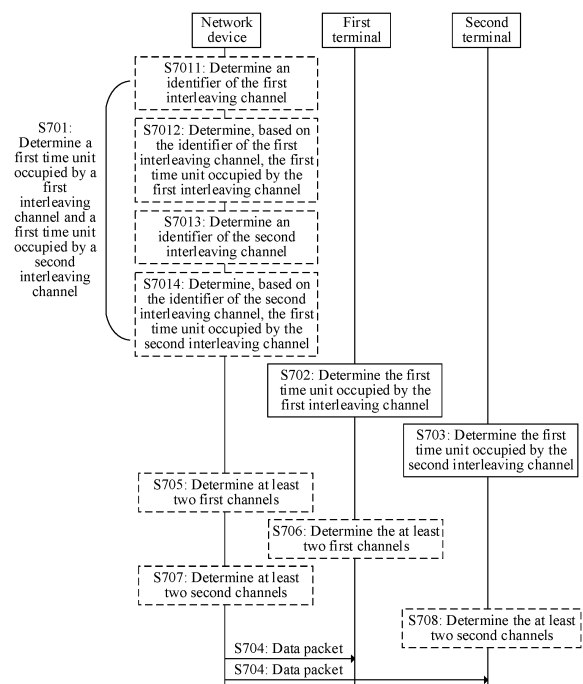 Network
device
First
terminal
Second
terminal
S701:
Determine a
first time unit
occupied by a
first
interleaving
channel and a
first time unit
occupied by a
second
interleaving
channel
S7011: Determine an
identifier of the first
interleaving channel
S7012: Determine, based on
the identifier of the first
interleaving channel, the first
time unit occupied by the
first interleaving channel
S7013: Determine an
identifier of the second
interleaving channel
S7014: Determine, based on
the identifier of the second
interleaving channel, the first
time unit occupied by the
second interleaving channel
S702: Determine the first
time unit occupied by the
first interleaving channel
S703: Determine the first
time unit occupied by the
second interleaving channel
S705: Determine at least
two first channels
S706: Determine the at least
two first channels
S707: Determine at least
two second channels
S708: Determine the at least
two second channels
S704: Data packet
S704: Data packet